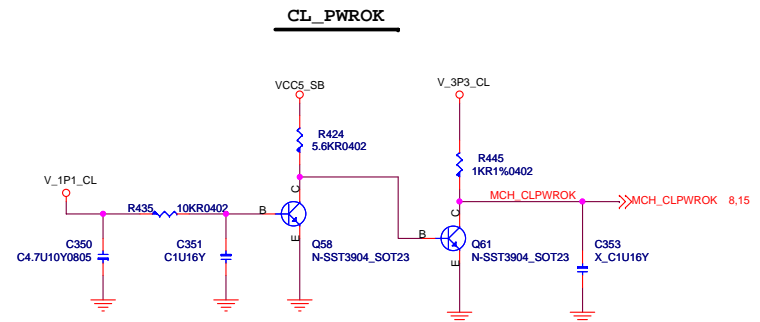 CL_PWROK
VCC5_SB
V_3P3_CL
R424
5.6KR0402
R445
1KR1%0402
V_1P1_CL
C
R435
10KR0402
B
MCH_CLPWROK
MCH_CLPWROK 8,15
C
B
E
E
C350
C4.7U10Y0805
C351
C1U16Y
Q58
N-SST3904_SOT23
Q61
N-SST3904_SOT23
C353
X_C1U16Y